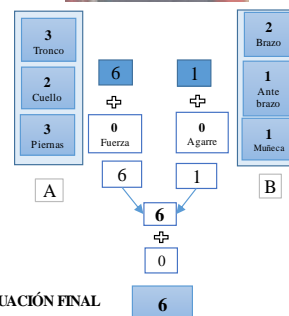 3
Tronco
2
Cuello
3
Piernas
A
6
0
Fuerza
6
1
0
Agarre
1
2
Brazo
1
Ante
brazo
1
Muñeca
B
6
0
UACIÓN FINAL
6